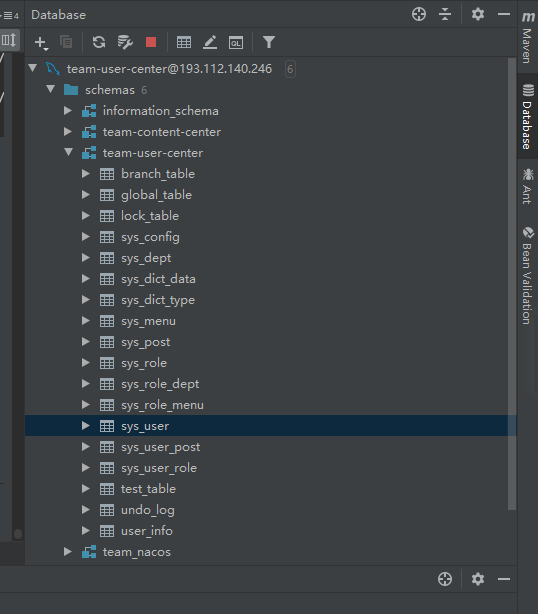 Database
4
team-user-center@193.112.140.246 6
schemas 6
information_schema
team-content-center
team-user-center
branch_table
global_table
lock_table
sys_config
sys_dept
sys_dict_data
sys_dict_type
sys_menu
sys_post
sys_role
sys_role_dept
sys_role_menu
sys_user
sys_user_post
sys_user_role
test_table
undo_log
user_info
team_nacos
m
Maven
Database
Ant
Bean Validation
QL